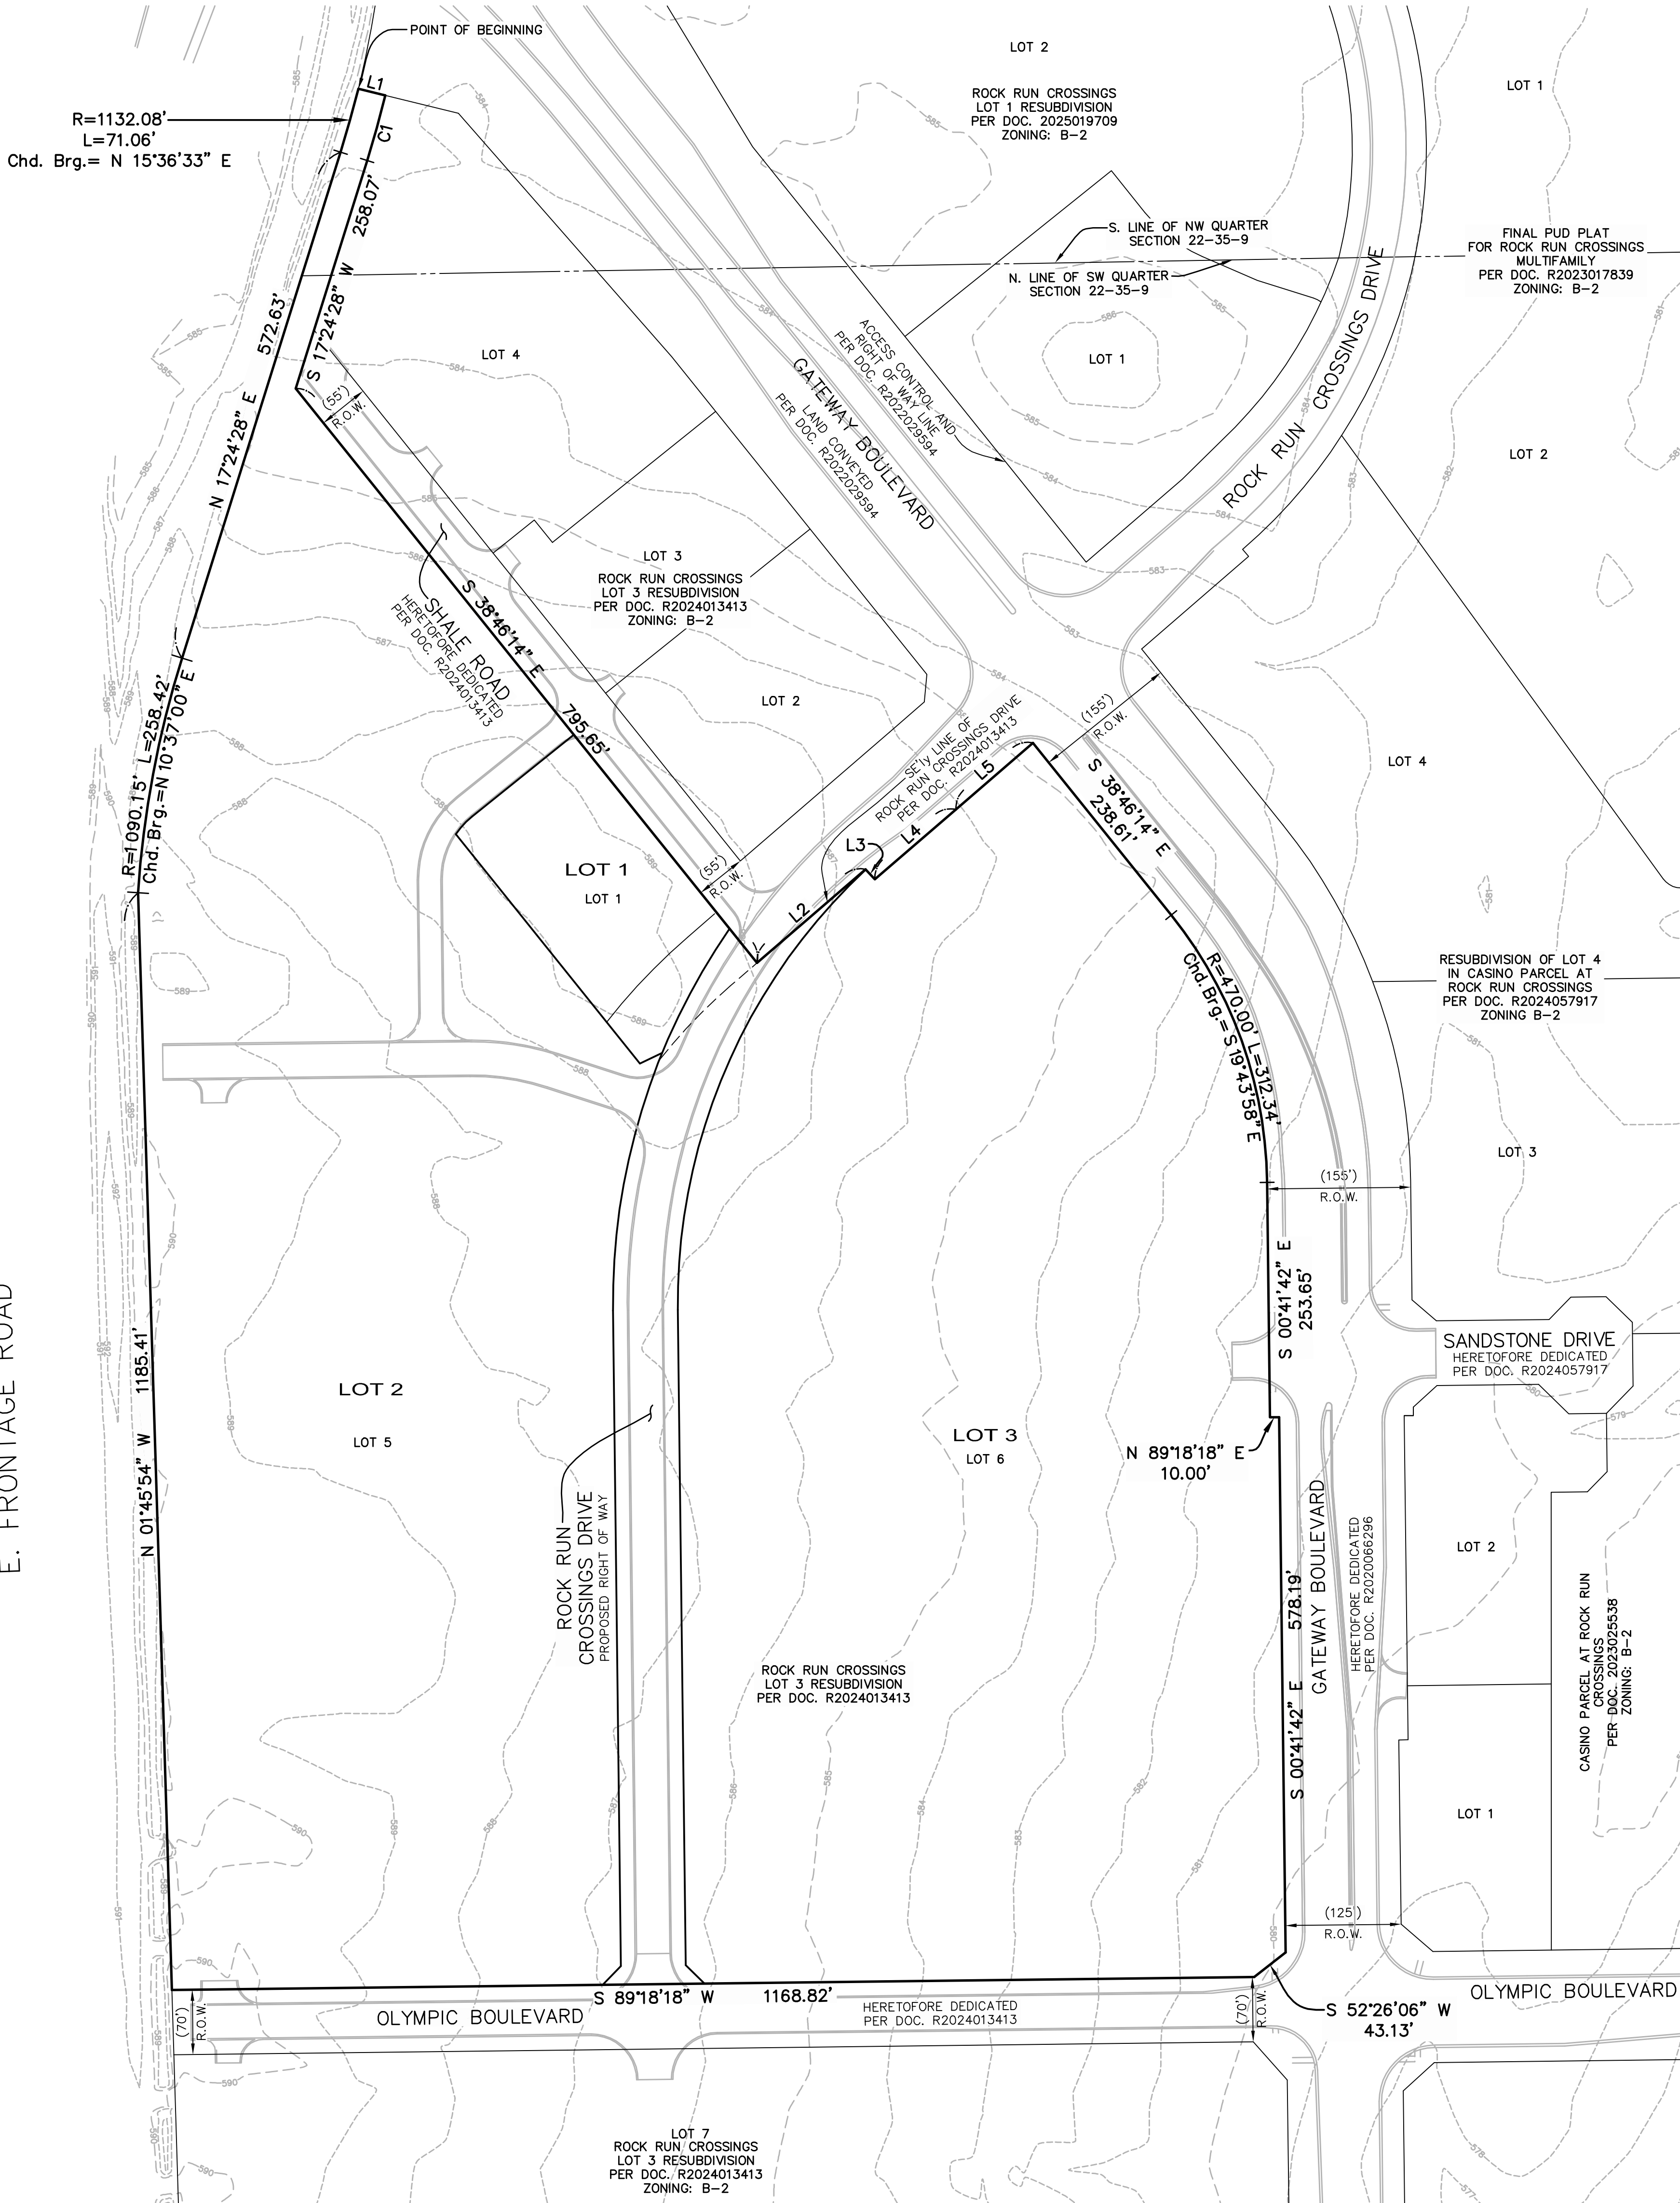 POINT OF BEGINNING
L1
R=1132.08'
L=71.06'
Chd. Brg.= N 15°36'33" E
C1
258.07'
S 17°24'28" W
572.63'
N 17°24'28" E
LOT 2
ROCK RUN CROSSINGS
LOT 1 RESUBDIVISION
PER DOC. 2025019709
ZONING: B-2
LOT 1
S. LINE OF NW QUARTER
SECTION 22-35-9
N. LINE OF SW QUARTER
SECTION 22-35-9
FINAL PUD PLAT
FOR ROCK RUN CROSSINGS
MULTIFAMILY
PER DOC. R2023017839
ZONING: B-2
LOT 4
LOT 1
ACCESS CONTROL AND
RIGHT OF WAY LINE
PER DOC. R2022029594
GATEWAY BOULEVARD
LAND CONVEYED
PER DOC. R2022029594
ROCK RUN CROSSINGS DRIVE
LOT 2
(55')
R.O.W.
LOT 3
ROCK RUN CROSSINGS
LOT 3 RESUBDIVISION
PER DOC. R2024013413
ZONING: B-2
S 38°46'14" E
795.65'
SHALE ROAD
HERETOFORE DEDICATED
PER DOC. R2024013413
LOT 2
R=1090.15' L=258.42'
Chd. Brg.=N 10°37'00" E
SE'ly LINE OF
ROCK RUN CROSSINGS DRIVE
PER DOC. R2024013413
(155')
R.O.W.
L5
L4
L3
L2
S 38°46'14" E
238.61'
LOT 4
LOT 1
LOT 1
(55')
R.O.W.
R=470.00' L=312.34'
Chd. Brg.= S 19°43'58" E
RESUBDIVISION OF LOT 4
IN CASINO PARCEL AT
ROCK RUN CROSSINGS
PER DOC. R2024057917
ZONING B-2
LOT 3
(155')
R.O.W.
S 00°41'42" E
253.65'
SANDSTONE DRIVE
HERETOFORE DEDICATED
PER DOC. R2024057917
E. FRONTAGE ROAD
N 01°45'54" W 1185.41'
LOT 2
LOT 5
LOT 3
LOT 6
N 89°18'18" E
10.00'
ROCK RUN
CROSSINGS DRIVE
PROPOSED RIGHT OF WAY
GATEWAY BOULEVARD
HERETOFORE DEDICATED
PER DOC. R2020066296
S 00°41'42" E 578.19'
LOT 2
CASINO PARCEL AT ROCK RUN
CROSSINGS
PER DOC. 2023025538
ZONING: B-2
ROCK RUN CROSSINGS
LOT 3 RESUBDIVISION
PER DOC. R2024013413
LOT 1
(125')
R.O.W.
(70')
R.O.W.
OLYMPIC BOULEVARD
S 89°18'18" W 1168.82'
HERETOFORE DEDICATED
PER DOC. R2024013413
(70')
R.O.W.
S 52°26'06" W
43.13'
OLYMPIC BOULEVARD
LOT 7
ROCK RUN CROSSINGS
LOT 3 RESUBDIVISION
PER DOC. R2024013413
ZONING: B-2